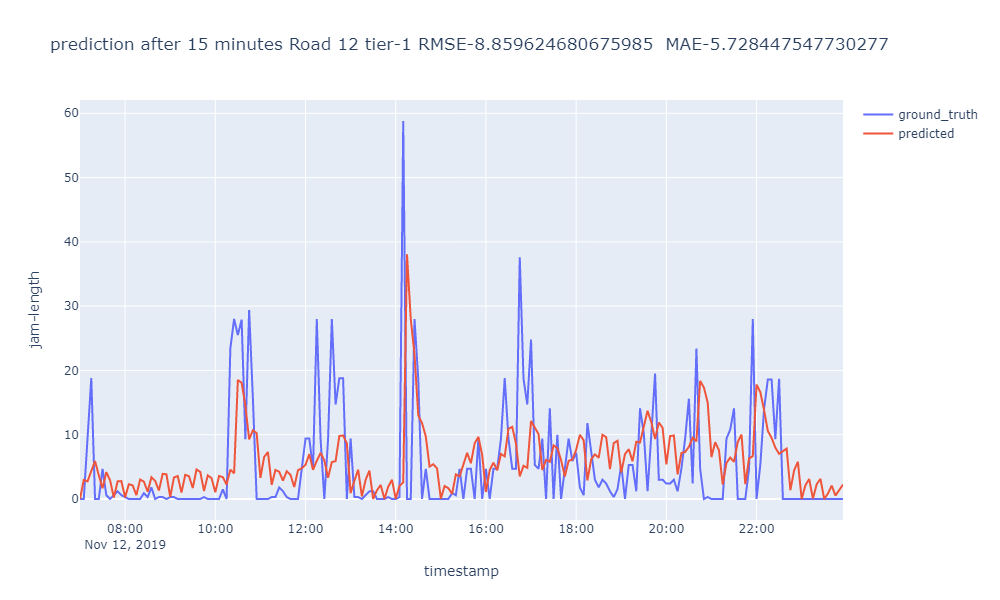 prediction after 15 minutes Road 12 tier-1 RMSE-8.859624680675985  MAE-5.728447547730277
ground_truth
predicted
jam-length
60
50
40
30
20
10
0
08:00
10:00
12:00
14:00
16:00
18:00
20:00
22:00
Nov 12, 2019
timestamp